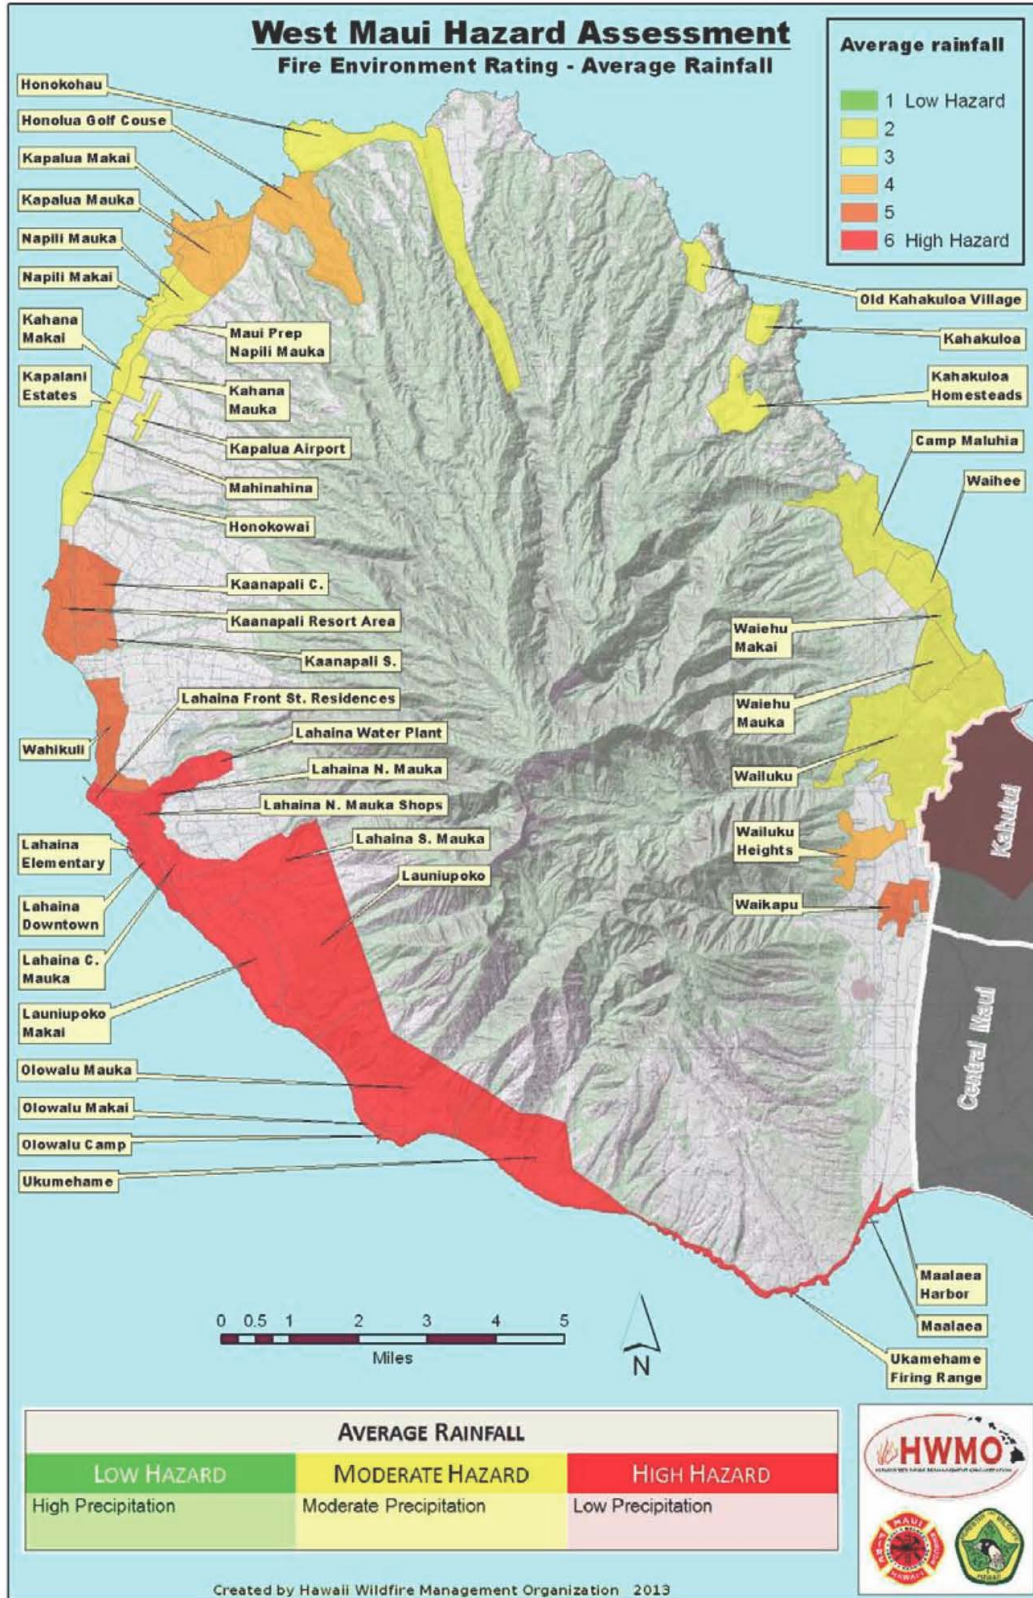 West Maui Hazard Assessment
Fire Environment Rating - Average Rainfall
Average rainfall
1 Low Hazard
2
3
4
5
6 High Hazard
Honokohau
Honolua Golf Couse
Kapalua Makai
Kapalua Mauka
Napili Mauka
Napili Makai
Kahana
Makai
Kapalani
Estates
Maui Prep
Napili Mauka
Kahana
Mauka
Kapalua Airport
Mahinahina
Honokowai
Kaanapali C.
Kaanapali Resort Area
Kaanapali S.
Lahaina Front St. Residences
Wahikuli
Lahaina Water Plant
Lahaina N. Mauka
Lahaina N. Mauka Shops
Lahaina S. Mauka
Launiupoko
Lahaina
Elementary
Lahaina
Downtown
Lahaina C.
Mauka
Launiupoko
Makai
Olowalu Mauka
Olowalu Makai
Olowalu Camp
Ukumehame
Old Kahakuloa Village
Kahakuloa
Kahakuloa
Homesteads
Camp Maluhia
Waihee
Waiehu
Makai
Waiehu
Mauka
Wailuku
Wailuku
Heights
Waikapu
Kahului
Central Maui
Maalaea
Harbor
Maalaea
Ukamehame
Firing Range
0 0.5 1 2 3 4 5
Miles
N
AVERAGE RAINFALL
LOW HAZARD MODERATE HAZARD HIGH HAZARD
High Precipitation Moderate Precipitation Low Precipitation
HWMO
MAUI
FIRE
HAWAII
Created by Hawaii Wildfire Management Organization 2013